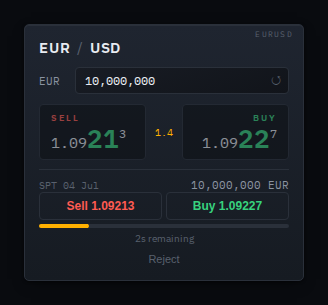 EURUSD
EUR / USD
EUR 10,000,000
SELL BUY
1.09213 1.4 1.09227
SPT 04 Jul 10,000,000 EUR
Sell 1.09213 Buy 1.09227
2s remaining
Reject